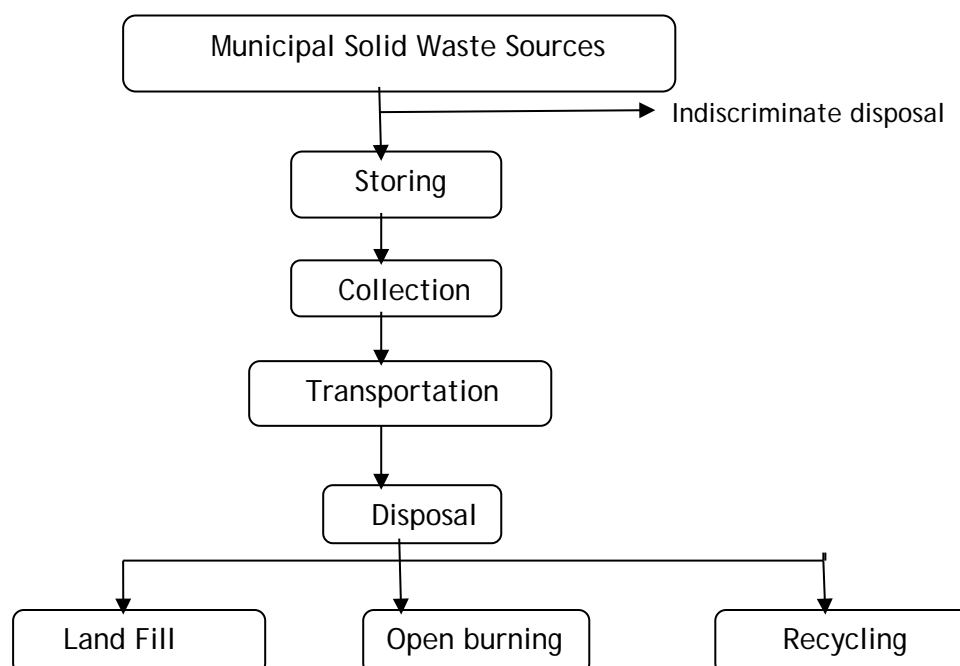 Municipal Solid Waste Sources
Indiscriminate disposal
Storing
Collection
Transportation
Disposal
Land Fill
Open burning
Recycling